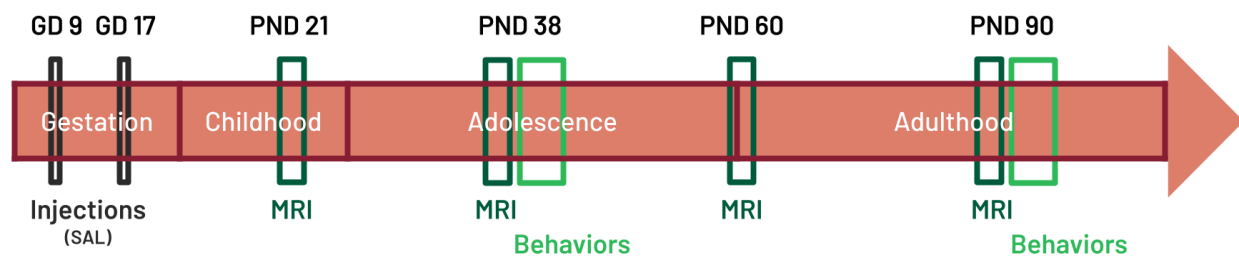 GD 9 GD 17 PND 21 PND 38 PND 60 PND 90
Gestation Childhood Adolescence Adulthood
Injections MRI MRI MRI MRI
(SAL)
Behaviors Behaviors